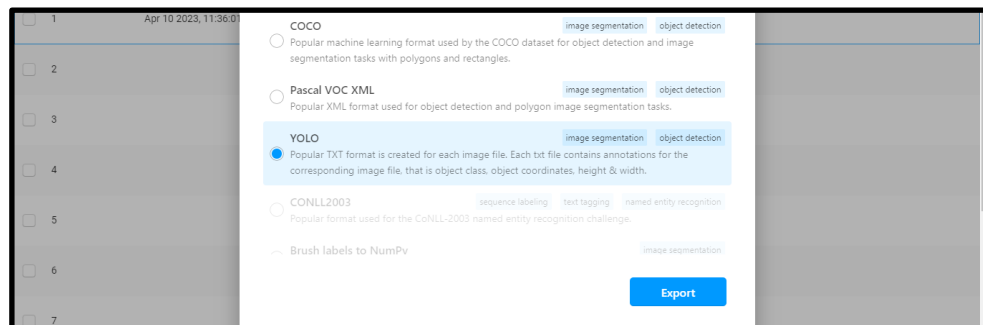 1 Apr 10 2023, 11:36:01
COCO image segmentation object detection
Popular machine learning format used by the COCO dataset for object detection and image
segmentation tasks with polygons and rectangles.
2
Pascal VOC XML image segmentation object detection
Popular XML format used for object detection and polygon image segmentation tasks.
3
YOLO image segmentation object detection
Popular TXT format is created for each image file. Each txt file contains annotations for the
corresponding image file, that is object class, object coordinates, height & width.
4
CONLL2003 sequence labeling text tagging named entity recognition
Popular format used for the CoNLL-2003 named entity recognition challenge.
5
Brush labels to NumPy image segmentation
6
Export
7